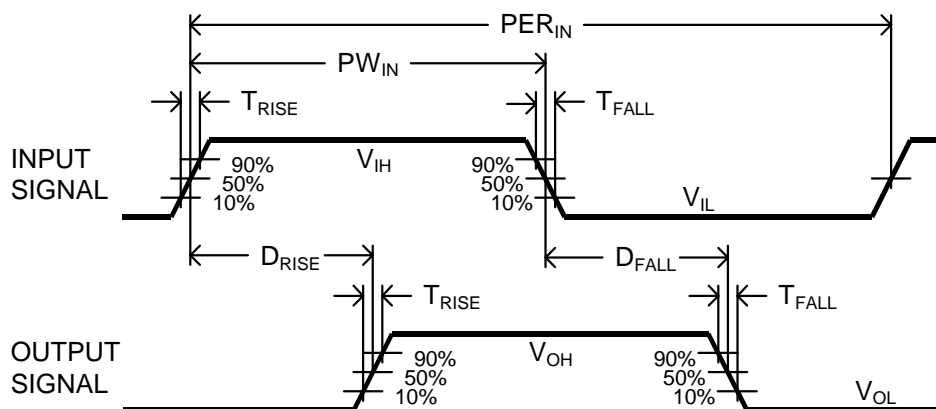 PER_IN
PW_IN
T_RISE
T_FALL
INPUT
SIGNAL
90%
50%
10%
V_IH
90%
50%
10%
V_IL
D_RISE
D_FALL
T_RISE
T_FALL
OUTPUT
SIGNAL
90%
50%
10%
V_OH
90%
50%
10%
V_OL